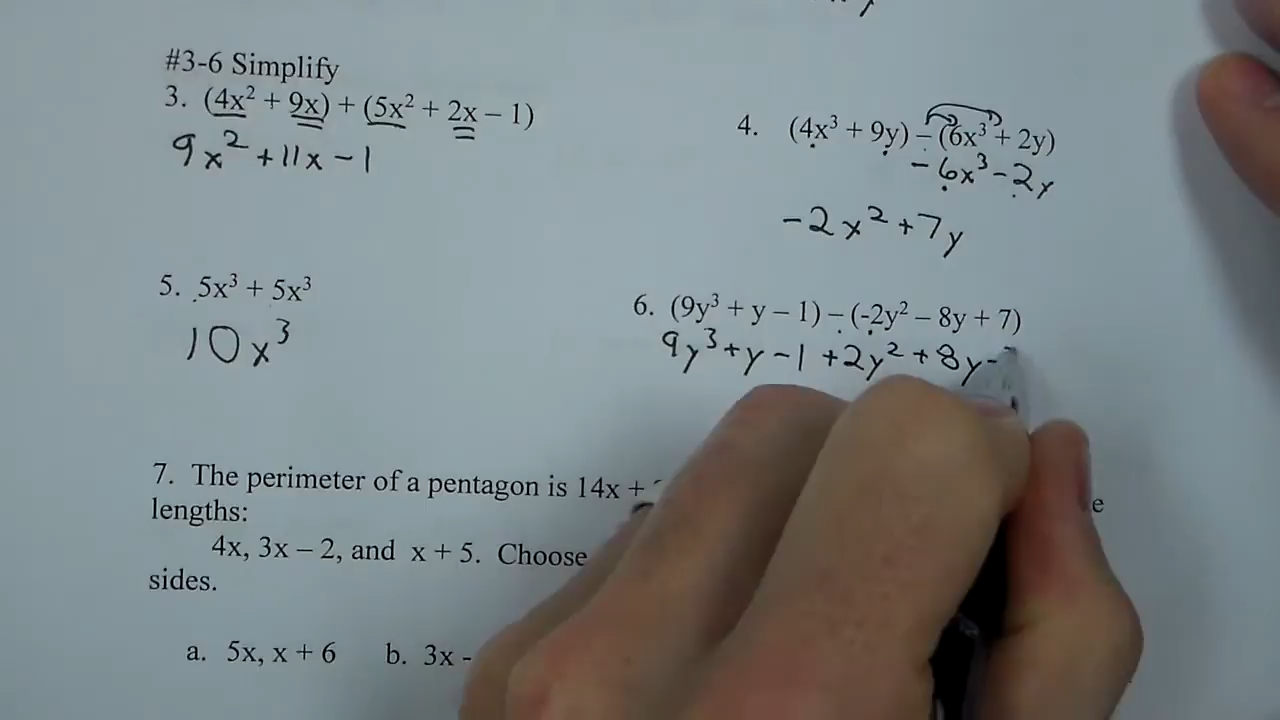 #3-6 Simplify
3. (4x² + 9x) + (5x² + 2x – 1)
9x² + 11x – 1
4. (4x³ + 9y) – (6x³ + 2y)
– 6x³ – 2y
– 2x² + 7y
5. 5x³ + 5x³
10x³
6. (9y³ + y – 1) – (-2y² – 8y + 7)
9y³ + y – 1 + 2y² + 8y –
7. The perimeter of a pentagon is 14x +
lengths:
4x, 3x – 2, and x + 5. Choose
sides.
a. 5x, x + 6 b. 3x -